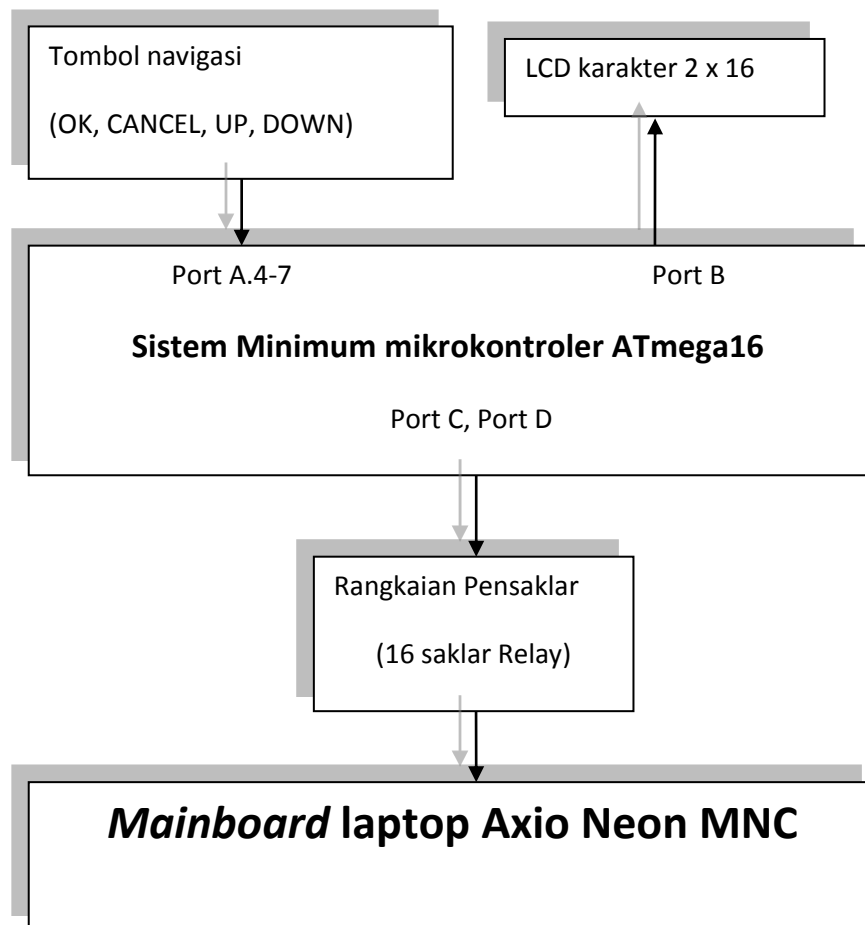 Tombol navigasi
(OK, CANCEL, UP, DOWN)
LCD karakter 2 x 16
Port A.4-7
Port B
Sistem Minimum mikrokontroler ATmega16
Port C, Port D
Rangkaian Pensaklar
(16 saklar Relay)
Mainboard laptop Axio Neon MNC